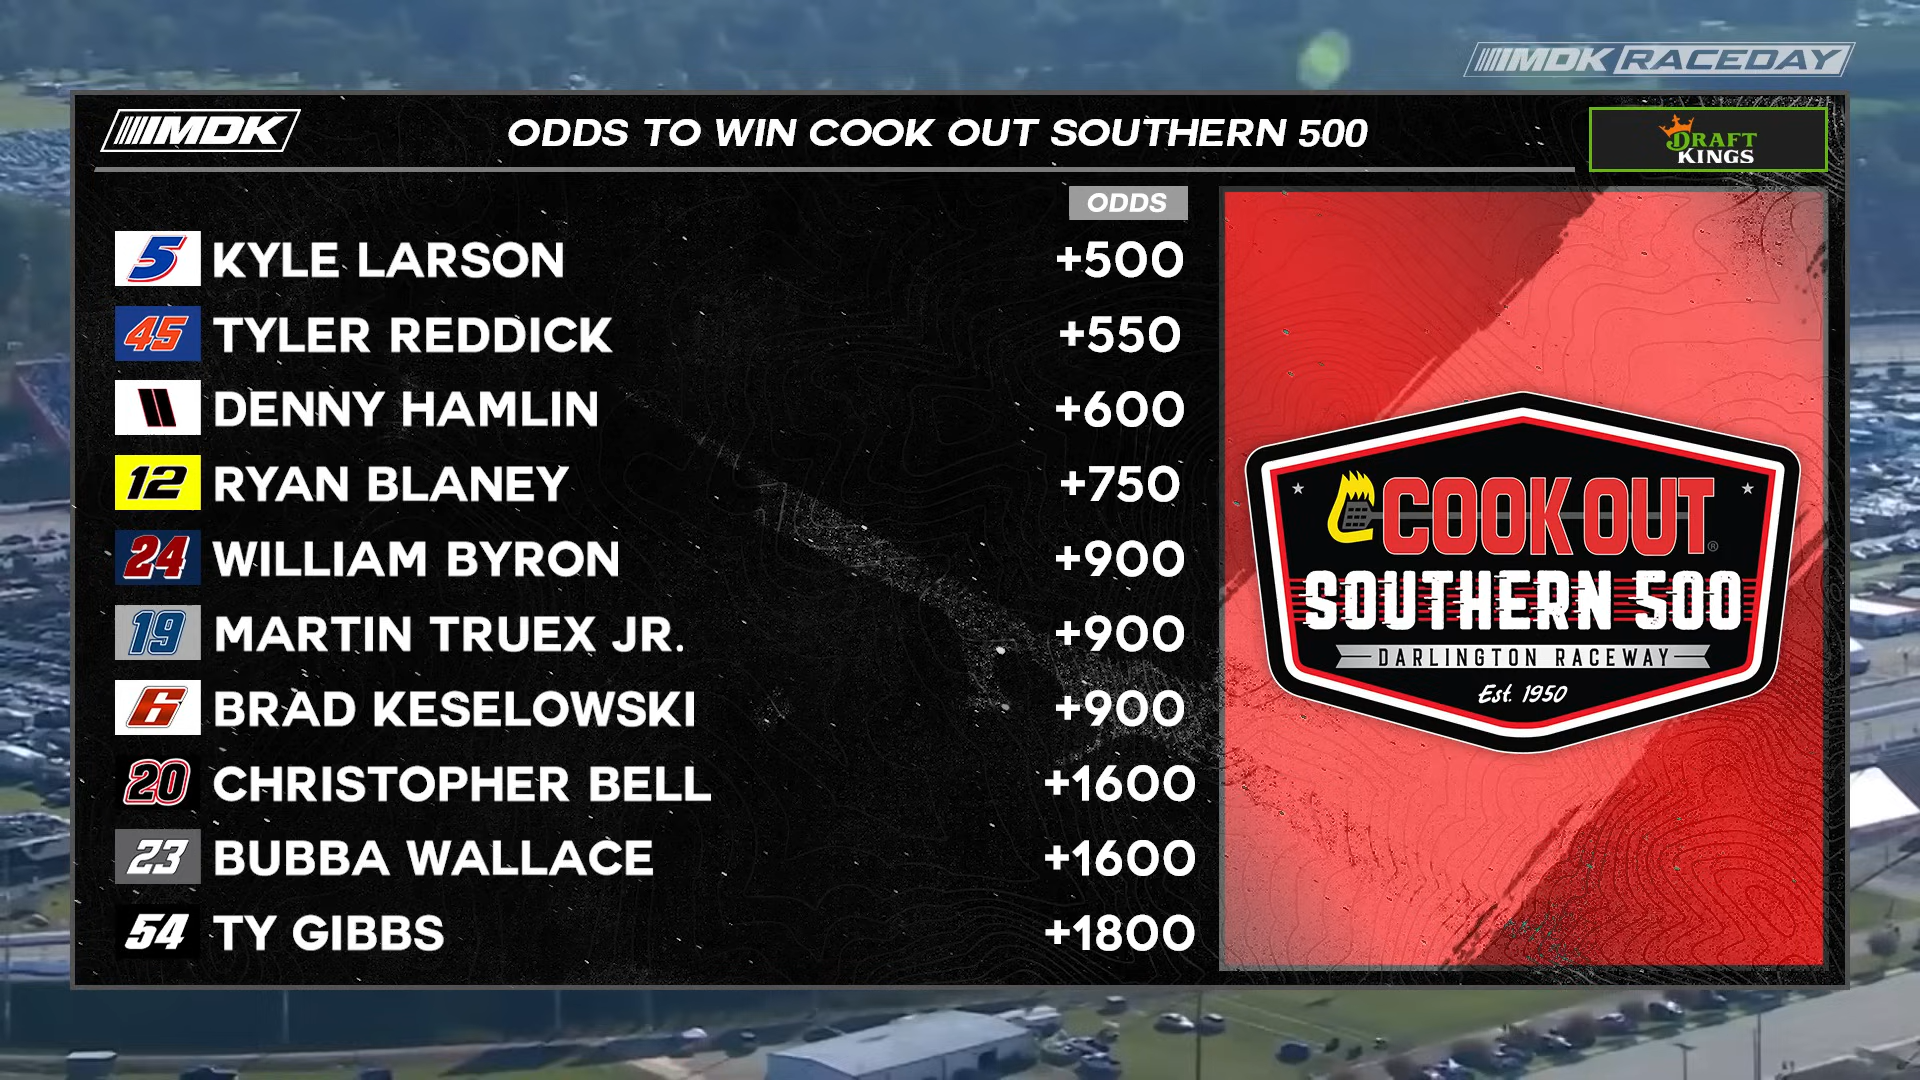 MDK RACEDAY
MDK
ODDS TO WIN COOK OUT SOUTHERN 500
DRAFT
KINGS
ODDS
5 KYLE LARSON +500
45 TYLER REDDICK +550
11 DENNY HAMLIN +600
12 RYAN BLANEY +750
24 WILLIAM BYRON +900
19 MARTIN TRUEX JR. +900
6 BRAD KESELOWSKI +900
20 CHRISTOPHER BELL +1600
23 BUBBA WALLACE +1600
54 TY GIBBS +1800
COOK OUT®
SOUTHERN 500
DARLINGTON RACEWAY
Est. 1950